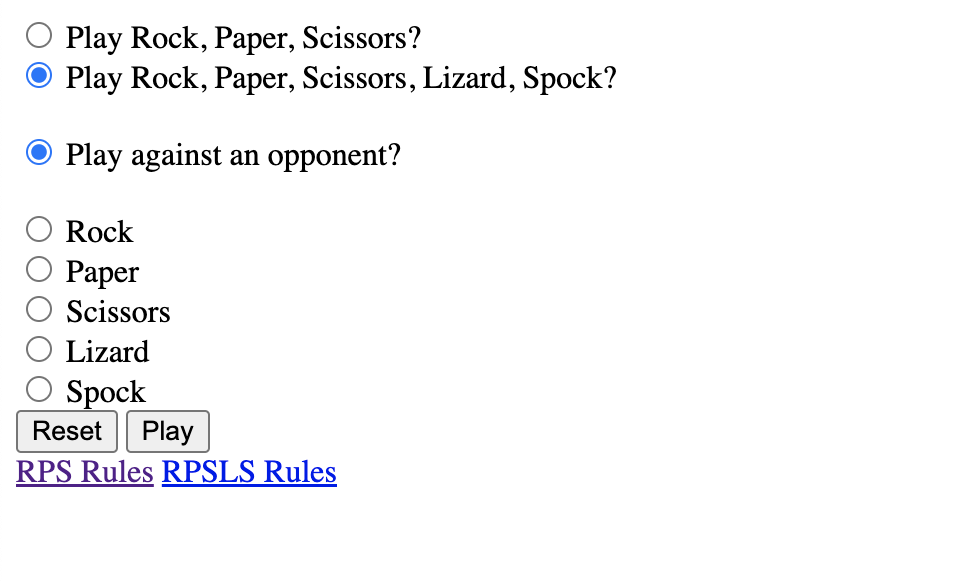 Play Rock, Paper, Scissors?
Play Rock, Paper, Scissors, Lizard, Spock?
Play against an opponent?
Rock
Paper
Scissors
Lizard
Spock
Reset Play
RPS Rules RPSLS Rules